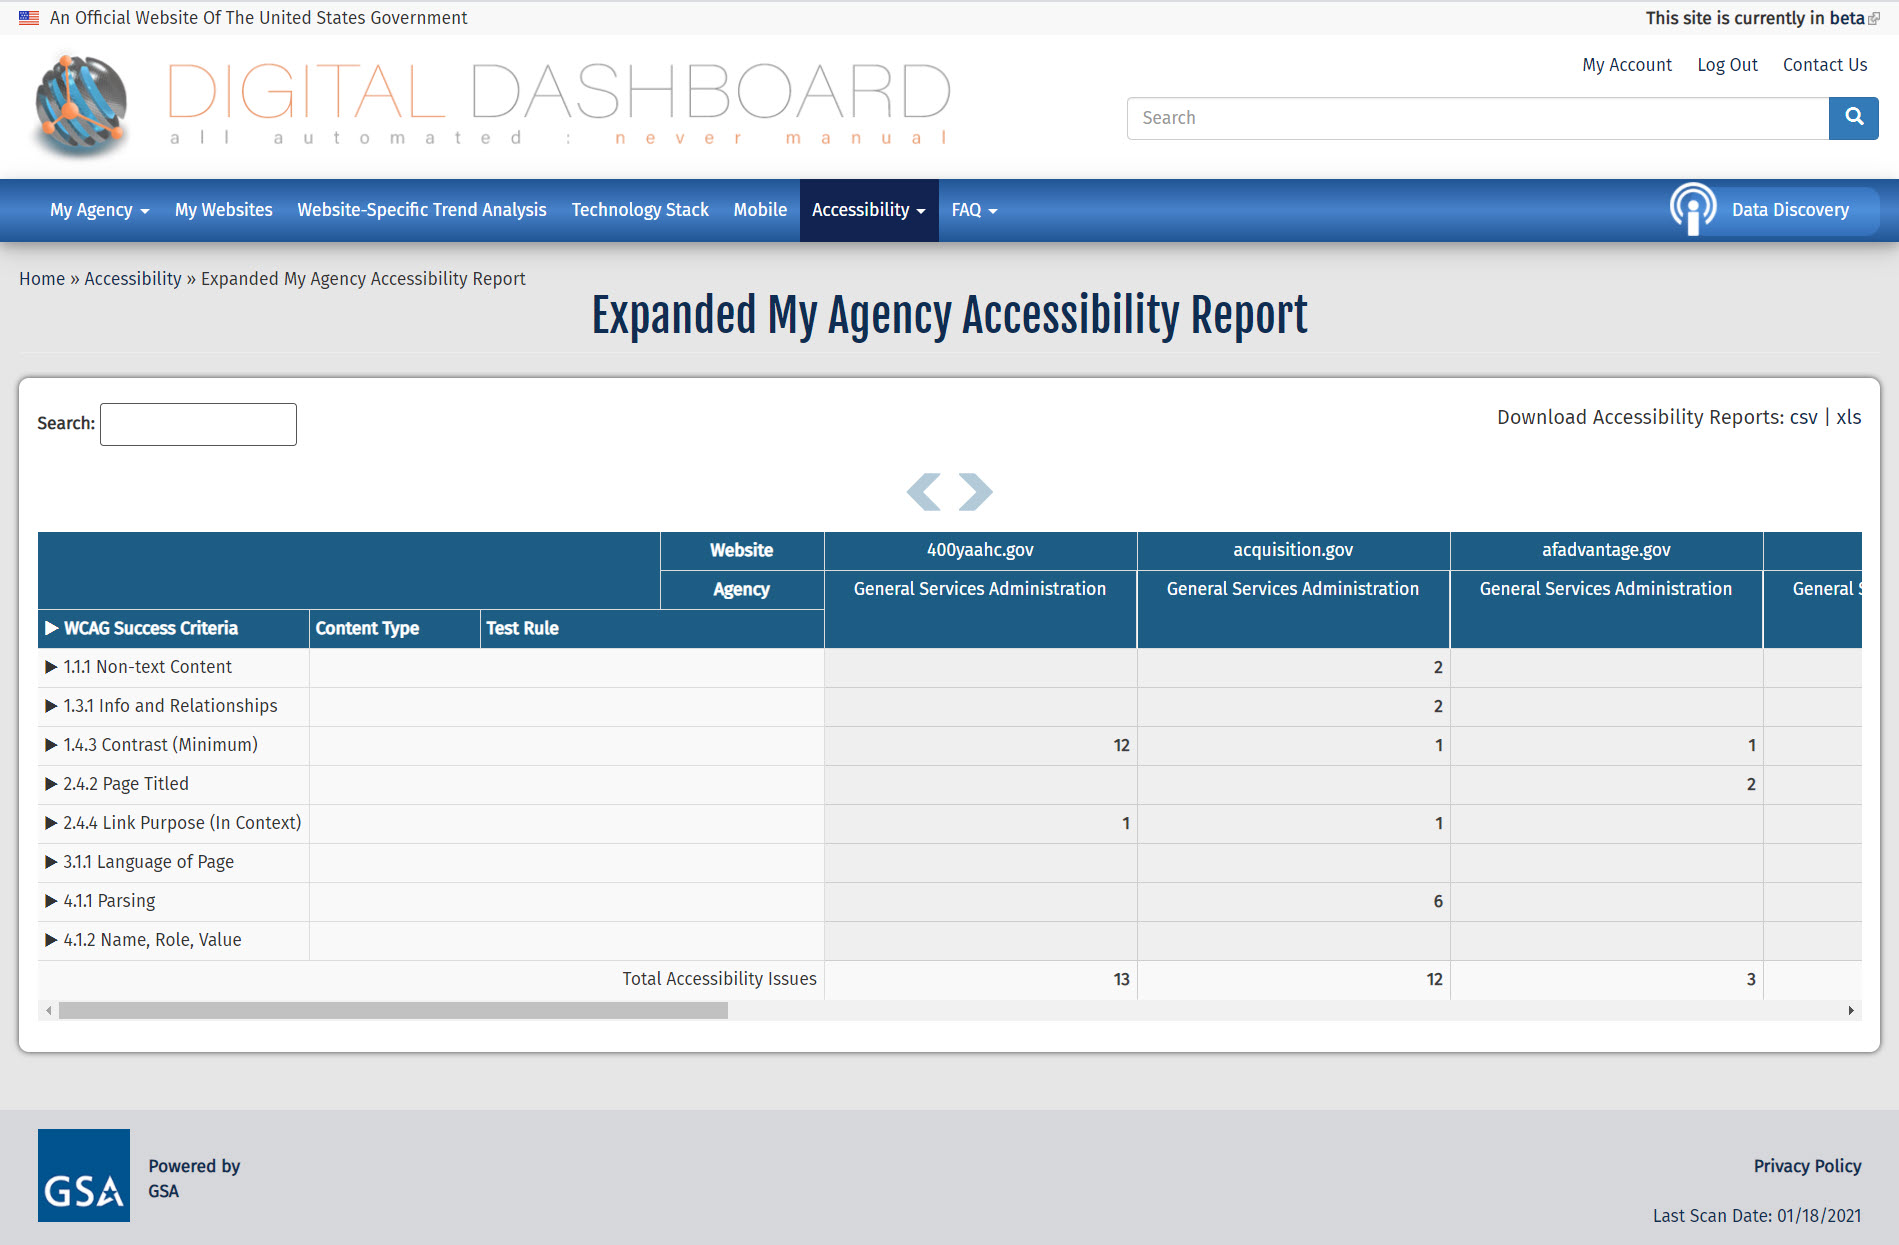 An Official Website Of The United States Government
This site is currently in beta
DIGITAL DASHBOARD
all automated : never manual
My Account Log Out Contact Us
Search
My Agency My Websites Website-Specific Trend Analysis Technology Stack Mobile Accessibility FAQ Data Discovery
Home » Accessibility » Expanded My Agency Accessibility Report
Expanded My Agency Accessibility Report
Search:
Download Accessibility Reports: csv | xls
Website 400yaahc.gov acquisition.gov afadvantage.gov
Agency General Services Administration General Services Administration General Services Administration General
WCAG Success Criteria Content Type Test Rule
1.1.1 Non-text Content 2
1.3.1 Info and Relationships 2
1.4.3 Contrast (Minimum) 12 1 1
2.4.2 Page Titled 2
2.4.4 Link Purpose (In Context) 1 1
3.1.1 Language of Page
4.1.1 Parsing 6
4.1.2 Name, Role, Value
Total Accessibility Issues 13 12 3
GSA
Powered by
GSA
Privacy Policy
Last Scan Date: 01/18/2021